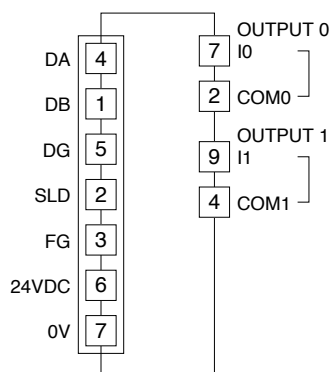 DA 4
DB 1
DG 5
SLD 2
FG 3
24VDC 6
0V 7
OUTPUT 0
7 I0
2 COM0
OUTPUT 1
9 I1
4 COM1